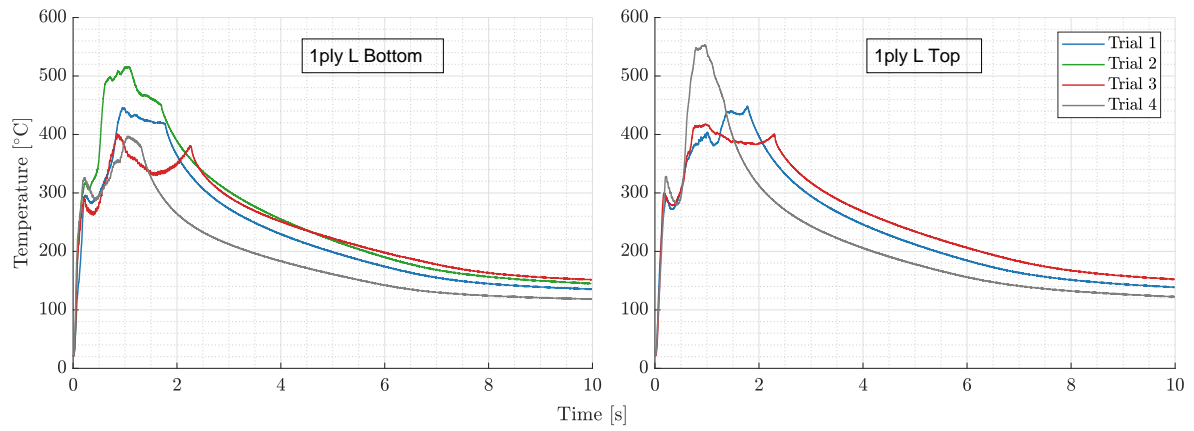 1ply L Bottom
1ply L Top
Trial 1
Trial 2
Trial 3
Trial 4
600
500
400
300
200
100
0
600
500
400
300
200
100
0
Temperature [°C]
0 2 4 6 8 10
0 2 4 6 8 10
Time [s]